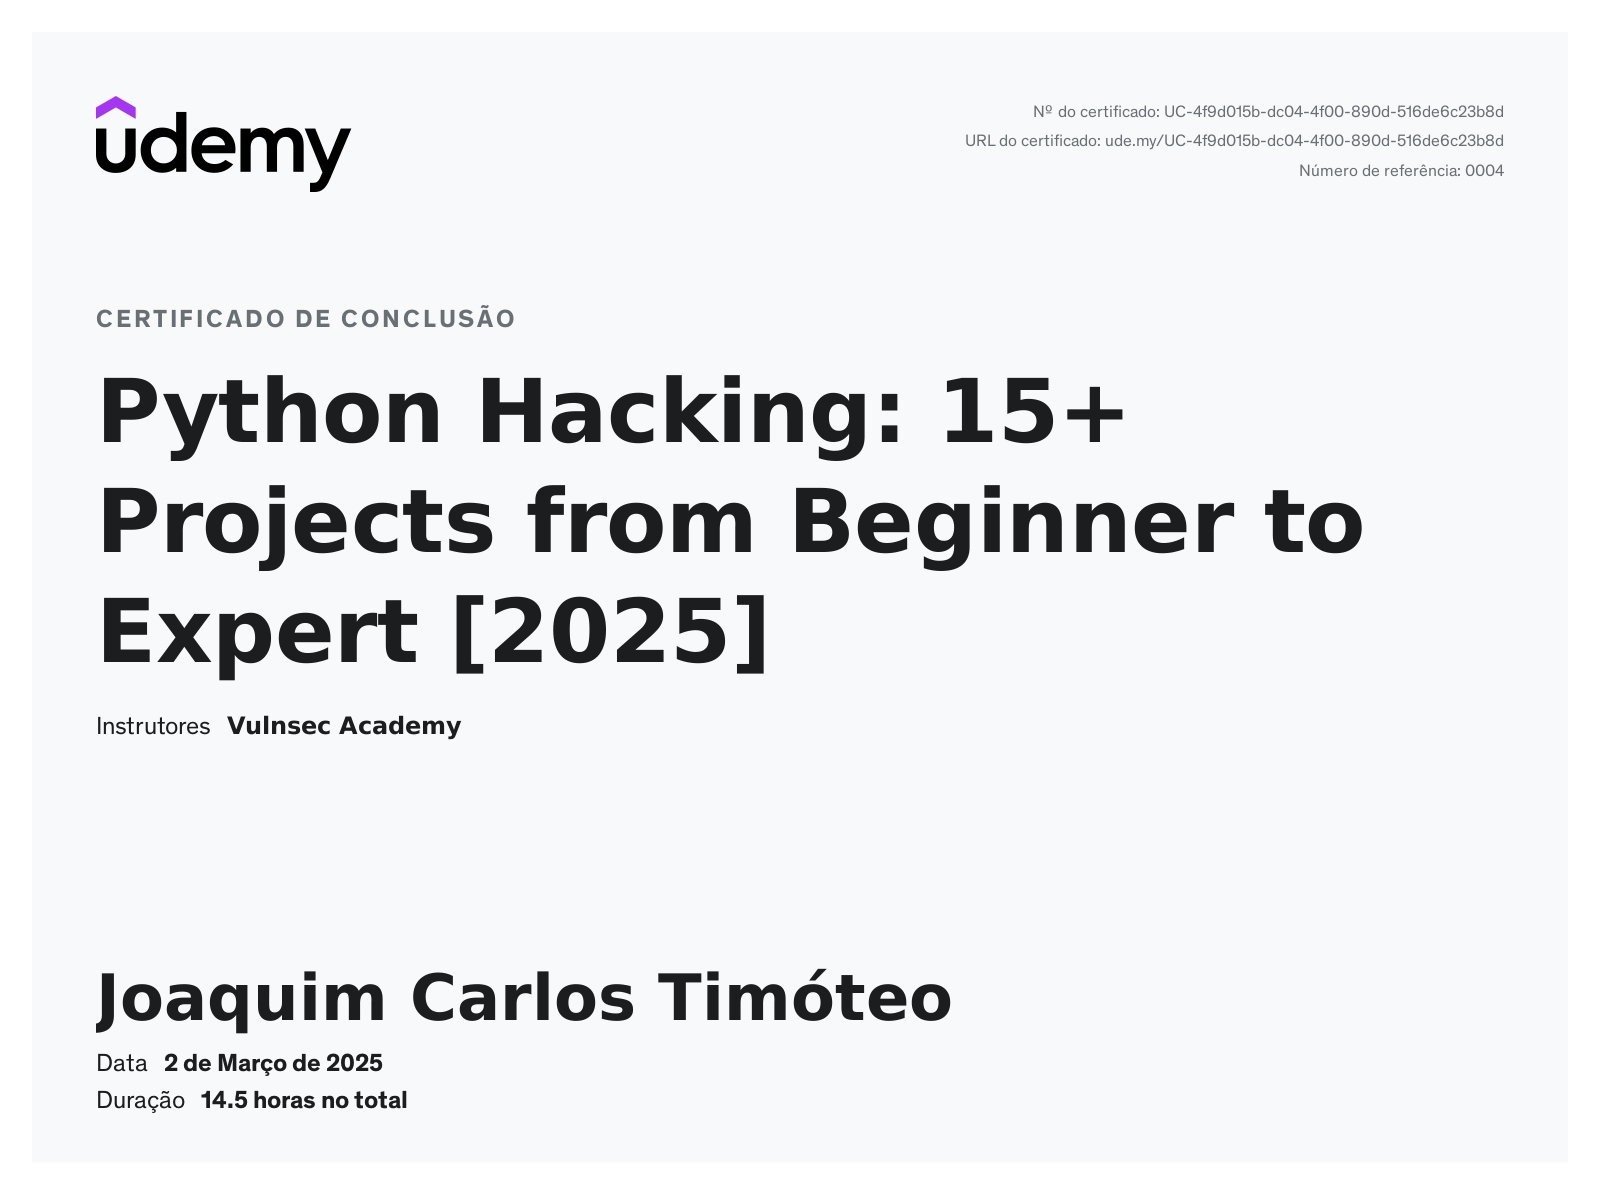 udemy
Nº do certificado: UC-4f9d015b-dc04-4f00-890d-516de6c23b8d
URL do certificado: ude.my/UC-4f9d015b-dc04-4f00-890d-516de6c23b8d
Número de referência: 0004
CERTIFICADO DE CONCLUSÃO
Python Hacking: 15+
Projects from Beginner to
Expert [2025]
Instrutores Vulnsec Academy
Joaquim Carlos Timóteo
Data 2 de Março de 2025
Duração 14.5 horas no total